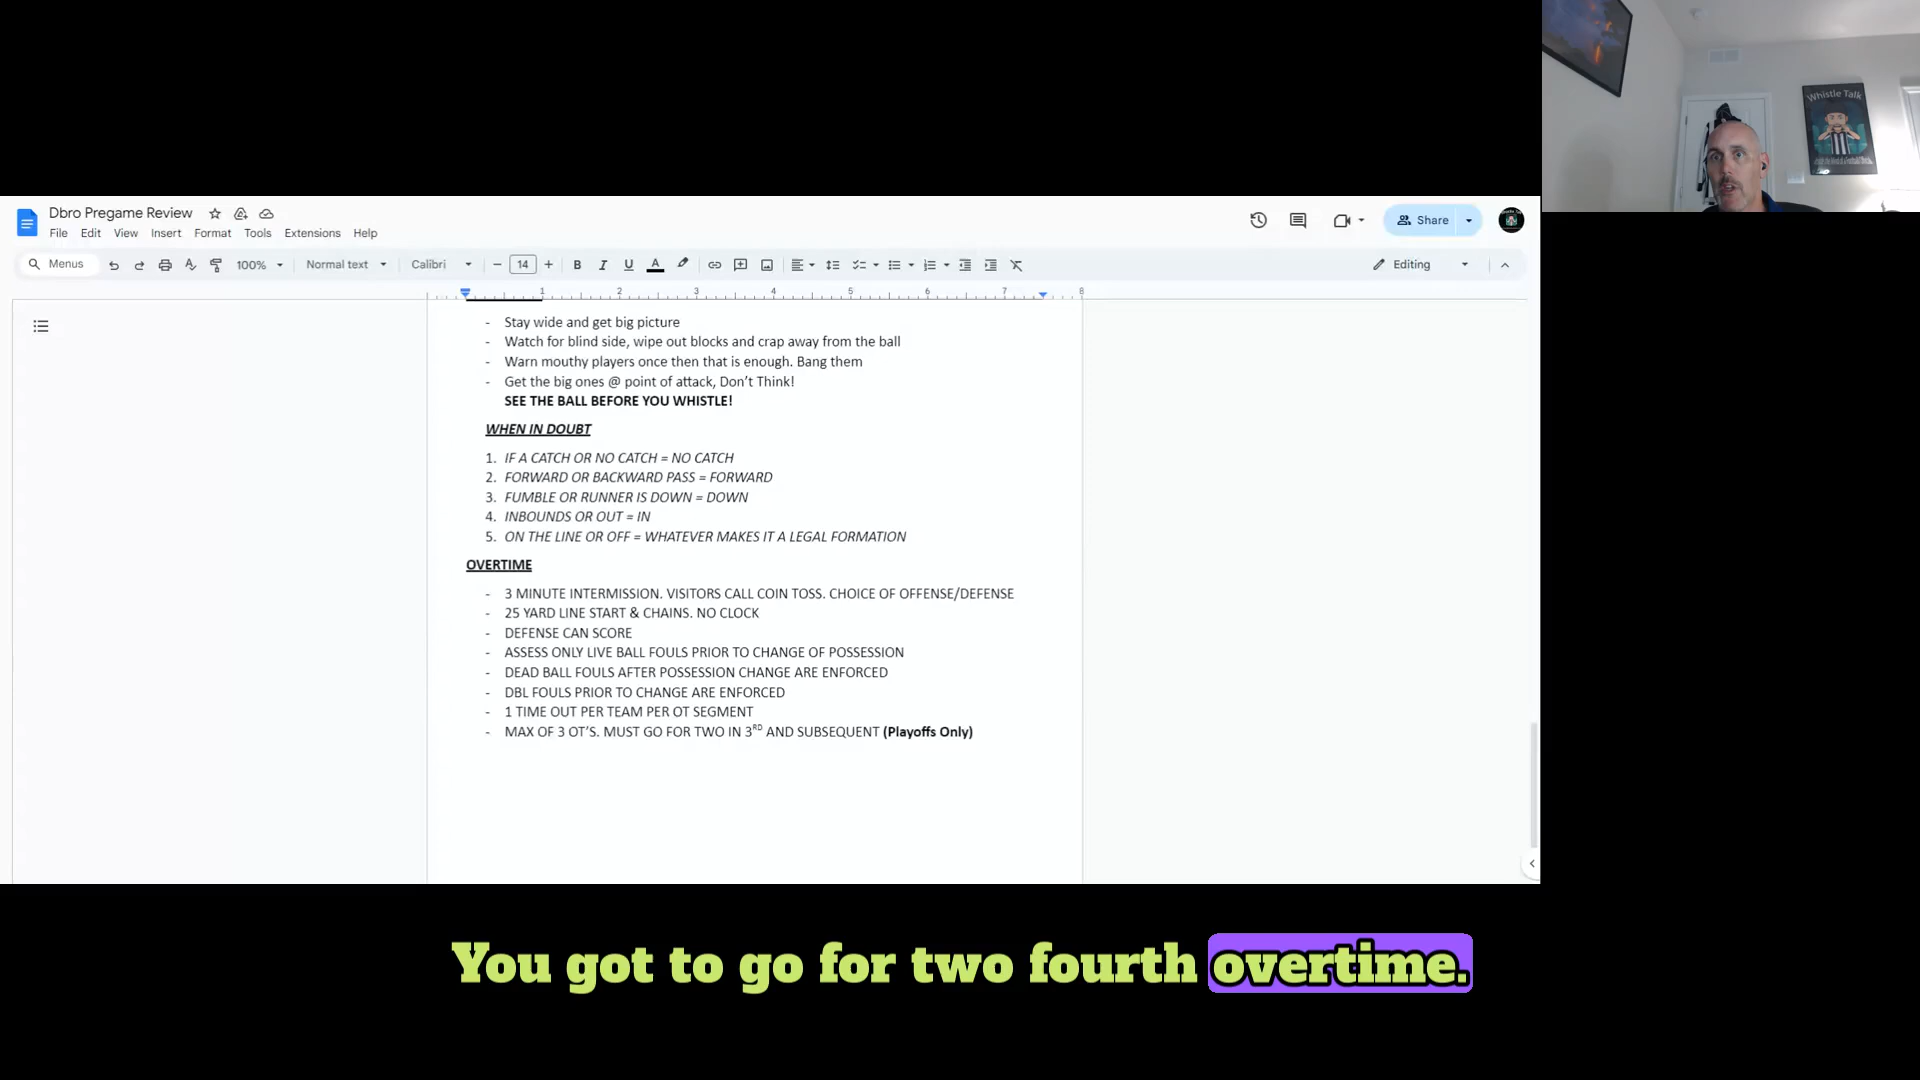 Whistle Talk
Dbro Pregame Review
File Edit View Insert Format Tools Extensions Help
Share
Menus 100% Normal text Calibri 14 B I U A Editing
1 2 3 4 5 6 7 8
- Stay wide and get big picture
- Watch for blind side, wipe out blocks and crap away from the ball
- Warn mouthy players once then that is enough. Bang them
- Get the big ones @ point of attack, Don't Think!
SEE THE BALL BEFORE YOU WHISTLE!
WHEN IN DOUBT
1. IF A CATCH OR NO CATCH = NO CATCH
2. FORWARD OR BACKWARD PASS = FORWARD
3. FUMBLE OR RUNNER IS DOWN = DOWN
4. INBOUNDS OR OUT = IN
5. ON THE LINE OR OFF = WHATEVER MAKES IT A LEGAL FORMATION
OVERTIME
- 3 MINUTE INTERMISSION. VISITORS CALL COIN TOSS. CHOICE OF OFFENSE/DEFENSE
- 25 YARD LINE START & CHAINS. NO CLOCK
- DEFENSE CAN SCORE
- ASSESS ONLY LIVE BALL FOULS PRIOR TO CHANGE OF POSSESSION
- DEAD BALL FOULS AFTER POSSESSION CHANGE ARE ENFORCED
- DBL FOULS PRIOR TO CHANGE ARE ENFORCED
- 1 TIME OUT PER TEAM PER OT SEGMENT
- MAX OF 3 OT'S. MUST GO FOR TWO IN 3RD AND SUBSEQUENT (Playoffs Only)
You got to go for two fourth overtime.